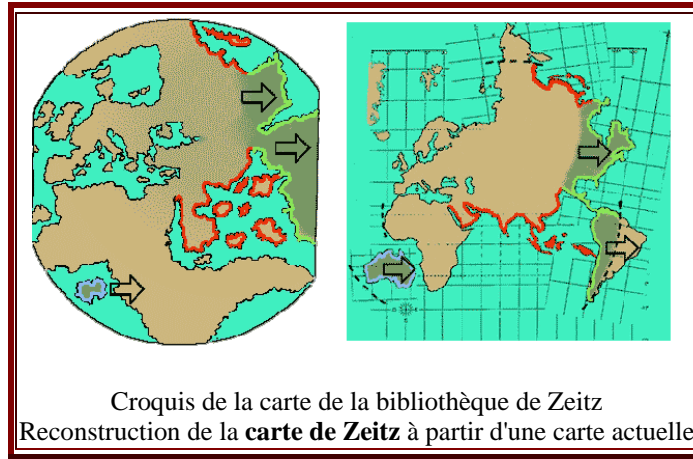 Croquis de la carte de la bibliothèque de Zeitz
Reconstruction de la carte de Zeitz à partir d'une carte actuelle